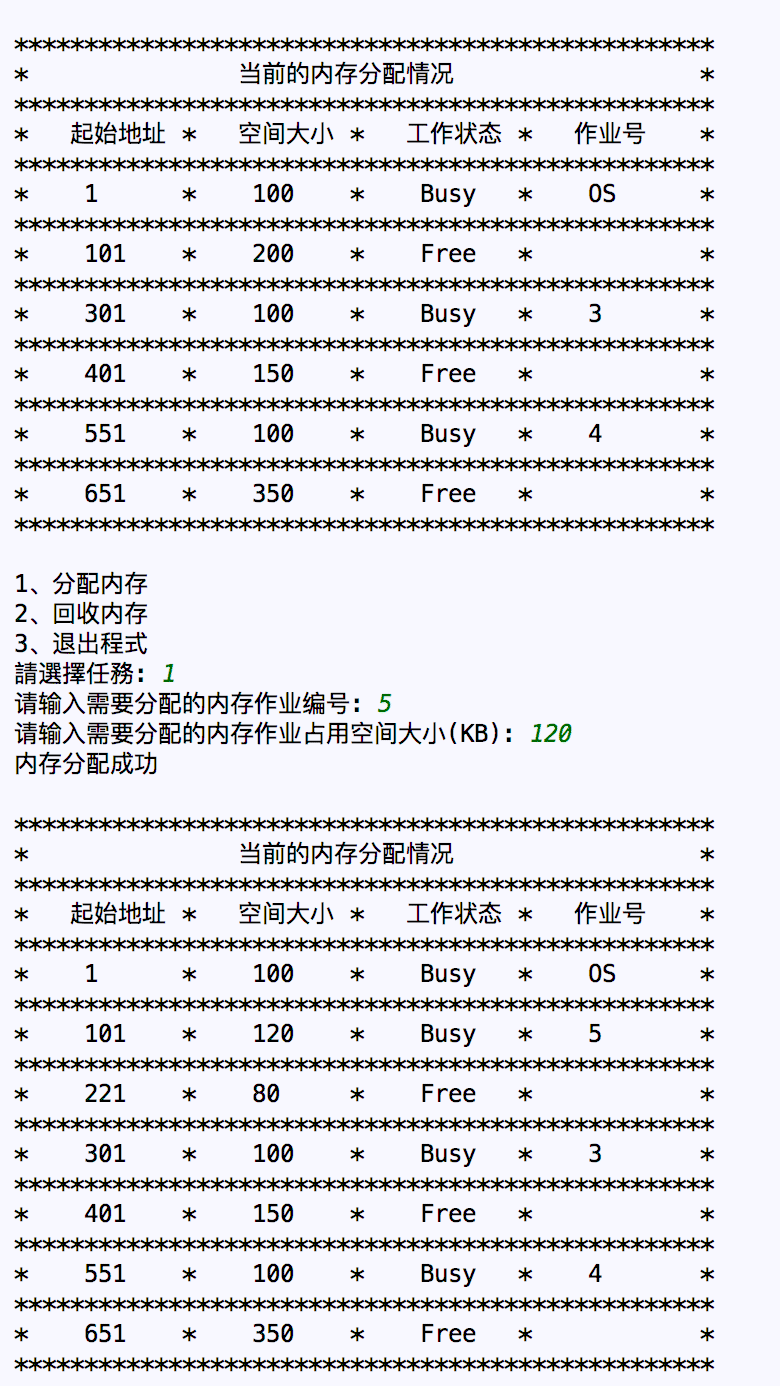 **************************************************
* 当前的内存分配情况 *
**************************************************
* 起始地址 * 空间大小 * 工作状态 * 作业号 *
**************************************************
* 1 * 100 * Busy * OS *
**************************************************
* 101 * 200 * Free * *
**************************************************
* 301 * 100 * Busy * 3 *
**************************************************
* 401 * 150 * Free * *
**************************************************
* 551 * 100 * Busy * 4 *
**************************************************
* 651 * 350 * Free * *
**************************************************
1、分配内存
2、回收内存
3、退出程式
請選擇任務: 1
请输入需要分配的内存作业编号: 5
请输入需要分配的内存作业占用空间大小(KB): 120
内存分配成功
**************************************************
* 当前的内存分配情况 *
**************************************************
* 起始地址 * 空间大小 * 工作状态 * 作业号 *
**************************************************
* 1 * 100 * Busy * OS *
**************************************************
* 101 * 120 * Busy * 5 *
**************************************************
* 221 * 80 * Free * *
**************************************************
* 301 * 100 * Busy * 3 *
**************************************************
* 401 * 150 * Free * *
**************************************************
* 551 * 100 * Busy * 4 *
**************************************************
* 651 * 350 * Free * *
**************************************************